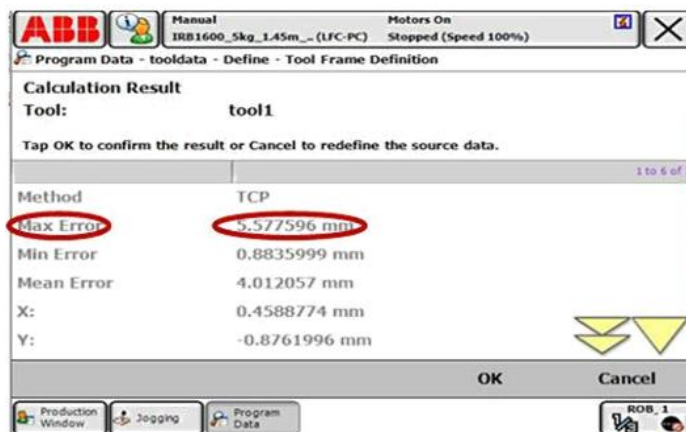 ABB
Manual
IRB1600_5kg_1.45m_.. (LFC-PC)
Motors On
Stopped (Speed 100%)
Program Data - tooldata - Define - Tool Frame Definition
Calculation Result
Tool: tool1
Tap OK to confirm the result or Cancel to redefine the source data.
1 to 6 of
Method TCP
Max Error 5.577596 mm
Min Error 0.8835999 mm
Mean Error 4.012057 mm
X: 0.4588774 mm
Y: -0.8761996 mm
OK Cancel
Production Window
Jogging
Program Data
ROB_1
1/3